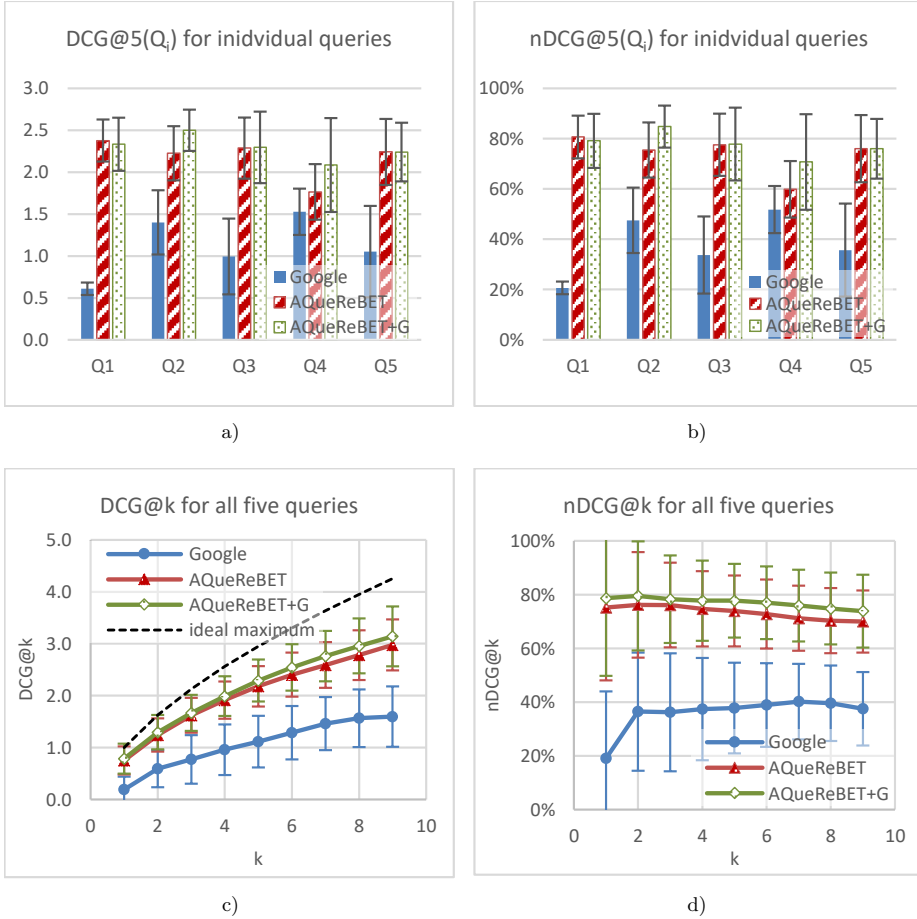 DCG@5(Qi) for inidvidual queries
3.0
2.5
2.0
1.5
1.0
0.5
0.0
Google
AQueReBET
AQueReBET+G
Q1 Q2 Q3 Q4 Q5
a)
nDCG@5(Qi) for inidvidual queries
100%
80%
60%
40%
20%
0%
Google
AQueReBET
AQueReBET+G
Q1 Q2 Q3 Q4 Q5
b)
DCG@k for all five queries
5.0
4.0
3.0
2.0
1.0
0.0
DCG@k
Google
AQueReBET
AQueReBET+G
ideal maximum
0 2 4 6 8 10
k
c)
nDCG@k for all five queries
100%
80%
60%
40%
20%
0%
nDCG@k
Google
AQueReBET
AQueReBET+G
0 2 4 6 8 10
k
d)